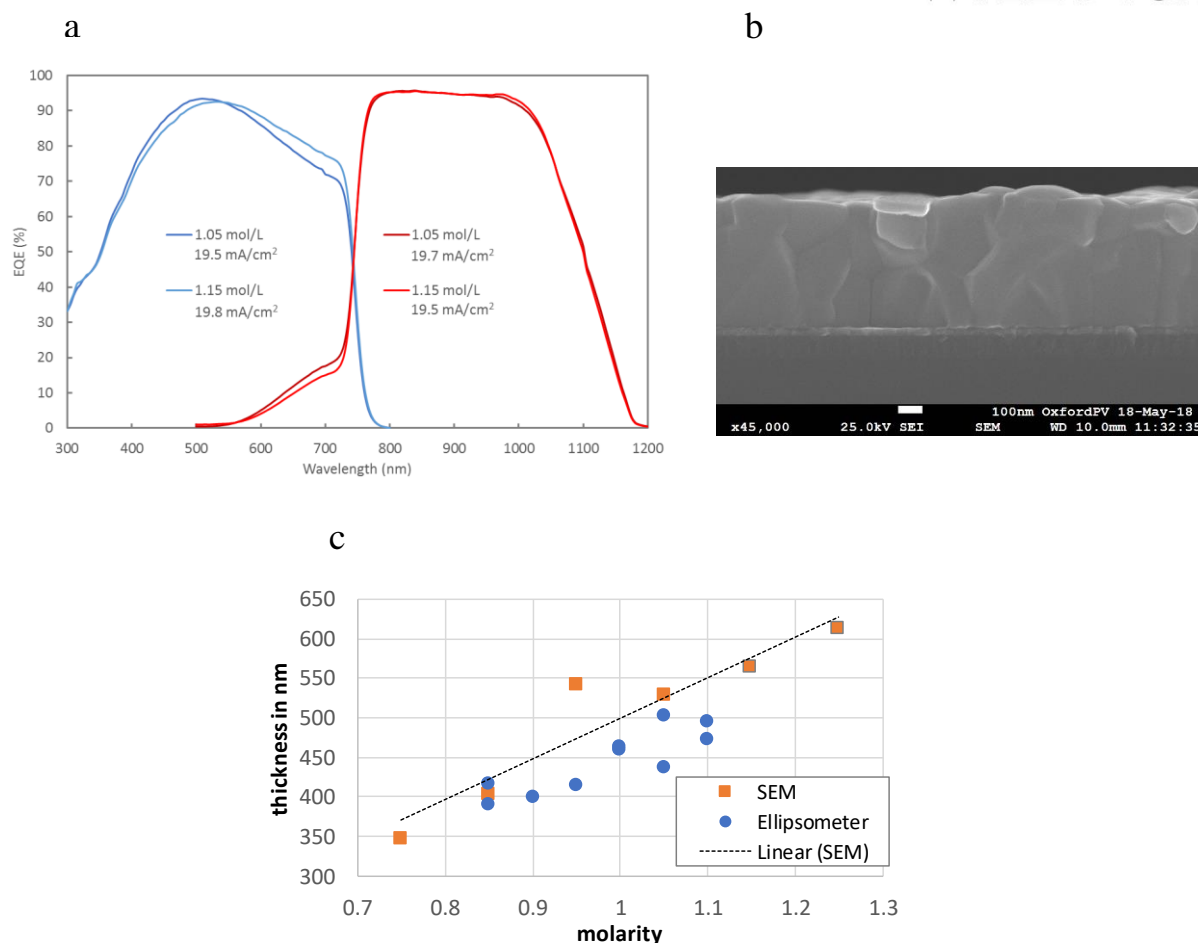 a
b
100
90
80
70
60
50
40
30
20
10
0
EQE (%)
1.05 mol/L
19.5 mA/cm²
1.15 mol/L
19.8 mA/cm²
1.05 mol/L
19.7 mA/cm²
1.15 mol/L
19.5 mA/cm²
300 400 500 600 700 800 900 1000 1100 1200
Wavelength (nm)
100nm OxfordPV 18-May-18
x45,000 25.0kV SEI SEM WD 10.0mm 11:32:35
c
650
600
550
500
450
400
350
300
thickness in nm
SEM
Ellipsometer
Linear (SEM)
0.7 0.8 0.9 1 1.1 1.2 1.3
molarity